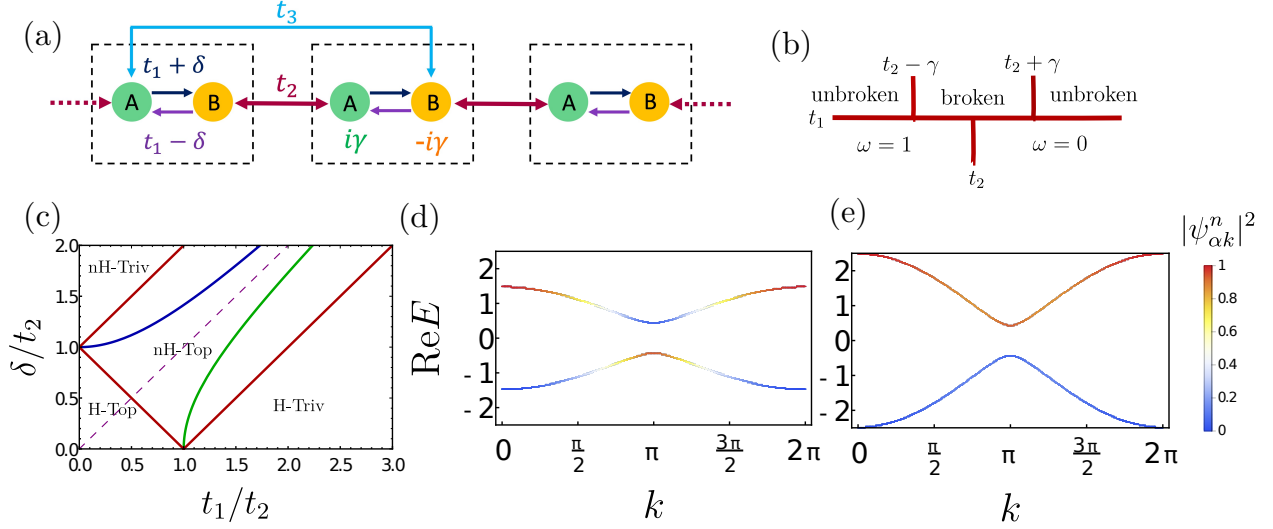 (a)
t₃
t₁ + δ
A
B
t₂
A
B
A
B
t₁ − δ
iγ
-iγ
(b)
t₂ − γ
t₂ + γ
unbroken
broken
unbroken
t₁
ω = 1
ω = 0
t₂
(c)
2.0
1.5
1.0
0.5
0.0
δ/t₂
nH-Triv
nH-Top
H-Top
H-Triv
0.0
0.5
1.0
1.5
2.0
2.5
3.0
t₁/t₂
(d)
ReE
2
1
0
-1
-2
0
π/2
π
3π/2
2π
k
(e)
2
1
0
-1
-2
0
π/2
π
3π/2
2π
k
|ψⁿ_αk|²
1
0.8
0.6
0.4
0.2
0